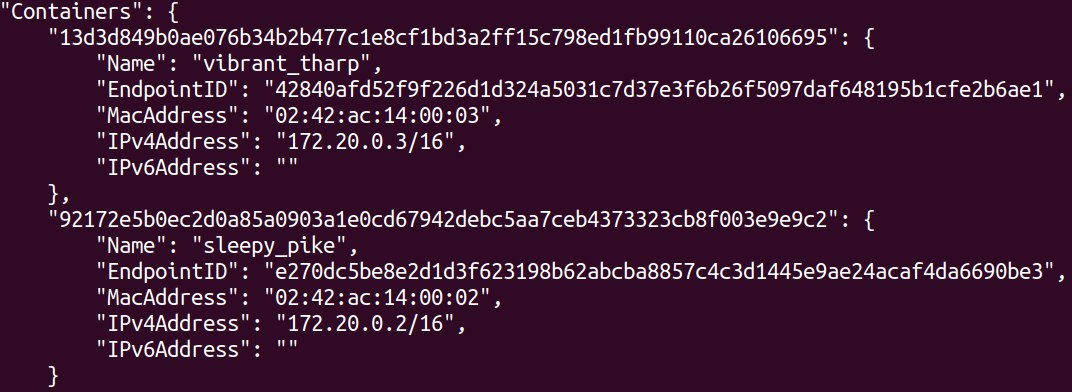 "Containers": {
    "13d3d849b0ae076b34b2b477c1e8cf1bd3a2ff15c798ed1fb99110ca26106695": {
        "Name": "vibrant_tharp",
        "EndpointID": "42840afd52f9f226d1d324a5031c7d37e3f6b26f5097daf648195b1cfe2b6ae1",
        "MacAddress": "02:42:ac:14:00:03",
        "IPv4Address": "172.20.0.3/16",
        "IPv6Address": ""
    },
    "92172e5b0ec2d0a85a0903a1e0cd67942debc5aa7ceb4373323cb8f003e9e9c2": {
        "Name": "sleepy_pike",
        "EndpointID": "e270dc5be8e2d1d3f623198b62abcba8857c4c3d1445e9ae24acaf4da6690be3",
        "MacAddress": "02:42:ac:14:00:02",
        "IPv4Address": "172.20.0.2/16",
        "IPv6Address": ""
    }